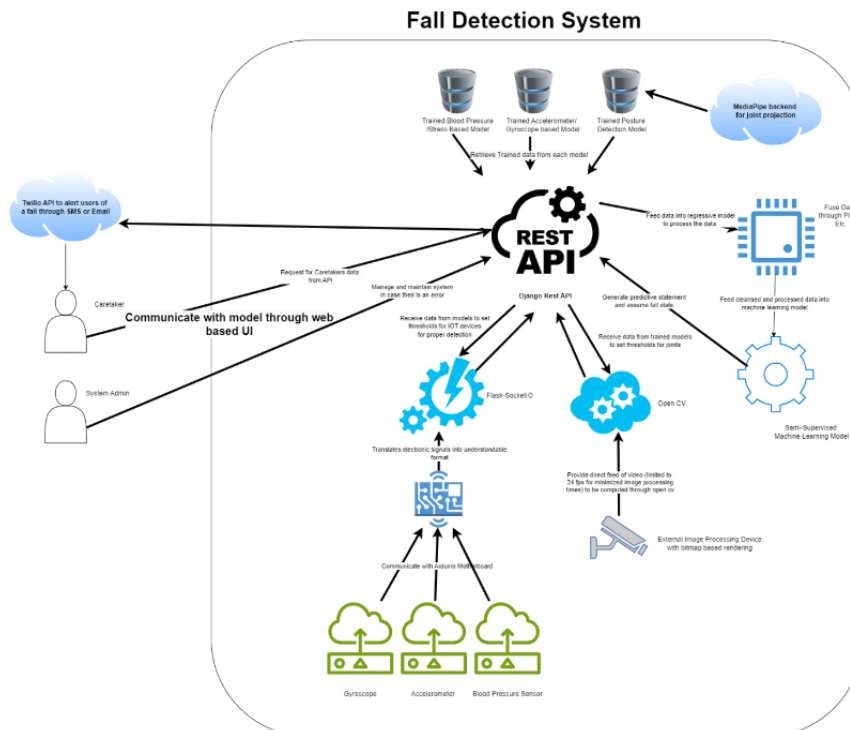 Fall Detection System
Trained Blood Pressure
/Stress Based Model
Trained Accelerometer/
Gyroscope based Model
Trained Posture
Detection Model
MediaPipe backend
for joint projection
Retrieve Trained data from each model
Twilio API to alert users of
a fall through SMS or Email
REST
API
Django Rest API
Feed data into regressive model
to process the data
Fuse Da
through P
Etc
Request for Caretakers data
from API
Caretaker
Manage and maintain system
in case their is an error
Communicate with model through web
based UI
Generate predictive statement
and assume fall state
Feed cleansed and processed data into
machine learning model
Receive data from models to set
thresholds for IOT devices
for proper detection
Receive data from trained models
to set thresholds for joints
System Admin
Flask-SocketIO
Open CV
Semi-Supervised
Machine Learning Model
Translates electronic signals into understandable
format
Provide direct feed of video (limited to
24 fps for minimized image processing
times) to be computed through open cv
External Image Processing Device
with bitmap based rendering
Communicate with Arduino Motherboard
Gyroscope
Accelerometer
Blood Pressure Sensor